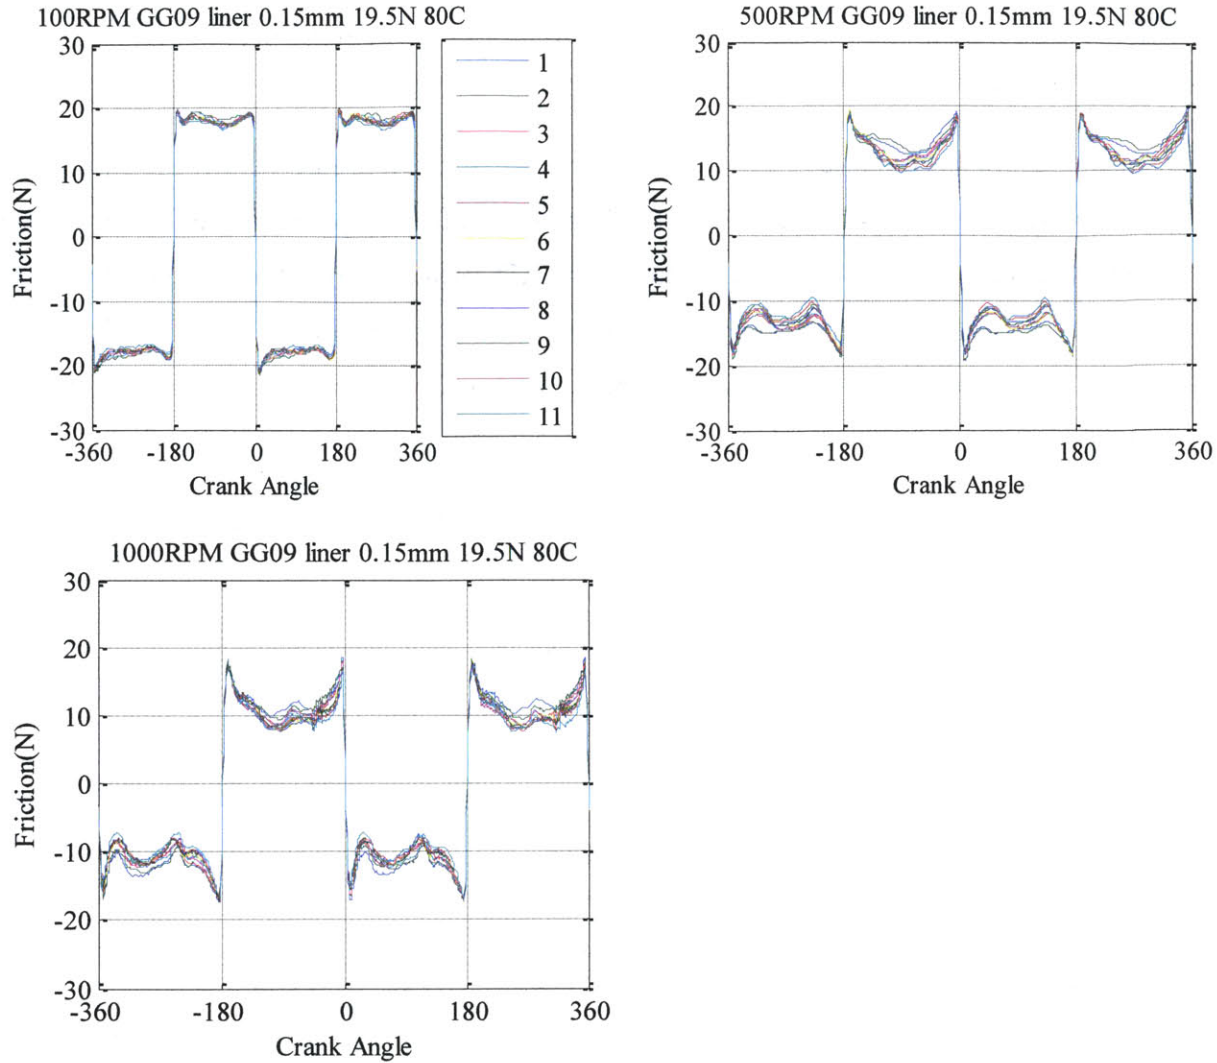 100RPM GG09 liner 0.15mm 19.5N 80C
30
20
10
0
-10
-20
-30
Friction(N)
-360 -180 0 180 360
Crank Angle
1
2
3
4
5
6
7
8
9
10
11
500RPM GG09 liner 0.15mm 19.5N 80C
30
20
10
0
-10
-20
-30
Friction(N)
-360 -180 0 180 360
Crank Angle
1000RPM GG09 liner 0.15mm 19.5N 80C
30
20
10
0
-10
-20
-30
Friction(N)
-360 -180 0 180 360
Crank Angle